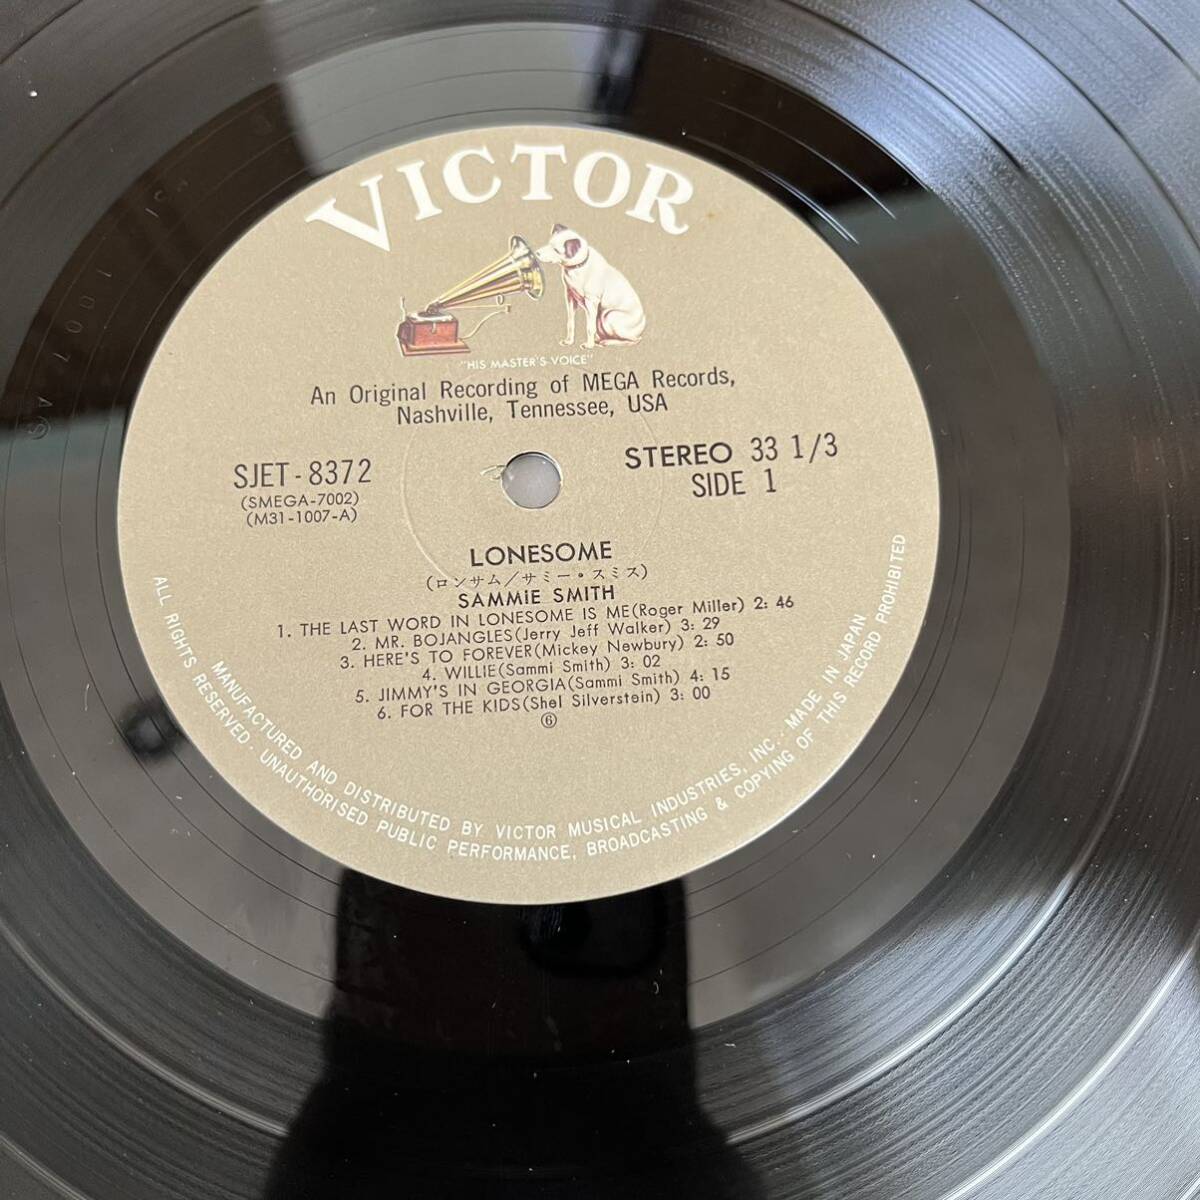 VICTOR
"HIS MASTER'S VOICE"
An Original Recording of MEGA Records,
Nashville, Tennessee, USA
SJET-8372
(SMEGA-7002)
(M31-1007-A)
STEREO 33 1/3
SIDE 1
LONESOME
(ロンサム/サミー・スミス)
SAMMiE SMITH
1. THE LAST WORD IN LONESOME IS ME(Roger Miller) 2: 46
2. MR. BOJANGLES(Jerry Jeff Walker) 3: 29
3. HERE'S TO FOREVER(Mickey Newbury) 2: 50
4. WILLIE(Sammi Smith) 3: 02
5. JIMMY'S IN GEORGIA(Sammi Smith) 4: 15
6. FOR THE KIDS(Shel Silverstein) 3: 00
⑥
MANUFACTURED AND DISTRIBUTED BY VICTOR MUSICAL INDUSTRIES, INC.: MADE IN JAPAN
ALL RIGHTS RESERVED· UNAUTHORISED PUBLIC PERFORMANCE, BROADCASTING & COPYING OF THIS RECORD PROHIBITED